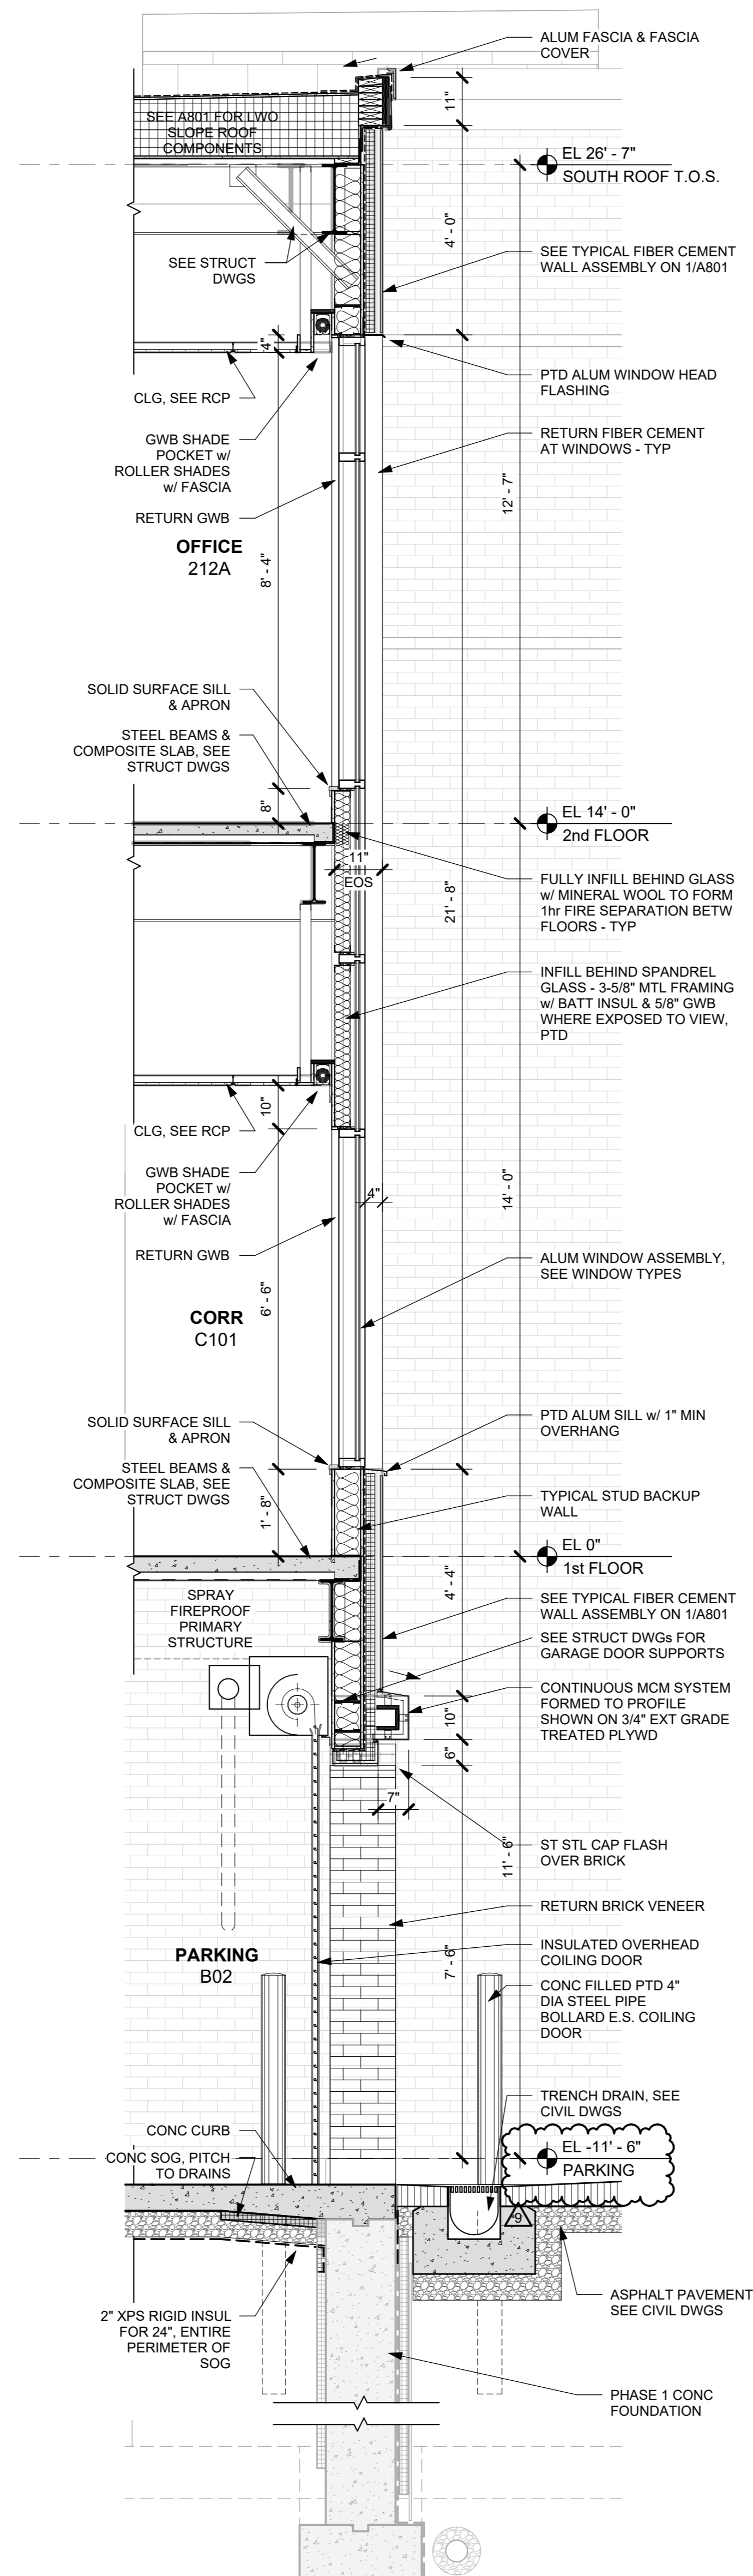 ALUM FASCIA & FASCIA
COVER
11"
SEE A801 FOR LWO
SLOPE ROOF
COMPONENTS
EL 26' - 7"
SOUTH ROOF T.O.S.
4' - 0"
SEE STRUCT
DWGS
SEE TYPICAL FIBER CEMENT
WALL ASSEMBLY ON 1/A801
4"
CLG, SEE RCP
PTD ALUM WINDOW HEAD
FLASHING
GWB SHADE
POCKET w/
ROLLER SHADES
w/ FASCIA
RETURN FIBER CEMENT
AT WINDOWS - TYP
12' - 7"
RETURN GWB
OFFICE
212A
8' - 4"
SOLID SURFACE SILL
& APRON
STEEL BEAMS &
COMPOSITE SLAB, SEE
STRUCT DWGS
8"
EL 14' - 0"
2nd FLOOR
11"
EOS
21' - 8"
FULLY INFILL BEHIND GLASS
w/ MINERAL WOOL TO FORM
1hr FIRE SEPARATION BETW
FLOORS - TYP
INFILL BEHIND SPANDREL
GLASS - 3-5/8" MTL FRAMING
w/ BATT INSUL & 5/8" GWB
WHERE EXPOSED TO VIEW,
PTD
10"
CLG, SEE RCP
GWB SHADE
POCKET w/
ROLLER SHADES
w/ FASCIA
4"
14' - 0"
RETURN GWB
ALUM WINDOW ASSEMBLY,
SEE WINDOW TYPES
CORR
C101
6' - 6"
SOLID SURFACE SILL
& APRON
PTD ALUM SILL w/ 1" MIN
OVERHANG
STEEL BEAMS &
COMPOSITE SLAB, SEE
STRUCT DWGS
1' - 8"
TYPICAL STUD BACKUP
WALL
EL 0"
1st FLOOR
4' - 4"
SPRAY
FIREPROOF
PRIMARY
STRUCTURE
SEE TYPICAL FIBER CEMENT
WALL ASSEMBLY ON 1/A801
SEE STRUCT DWGs FOR
GARAGE DOOR SUPPORTS
CONTINUOUS MCM SYSTEM
FORMED TO PROFILE
SHOWN ON 3/4" EXT GRADE
TREATED PLYWD
10"
6"
7"
ST STL CAP FLASH
OVER BRICK
11' - 6"
RETURN BRICK VENEER
PARKING
B02
INSULATED OVERHEAD
COILING DOOR
7' - 6"
CONC FILLED PTD 4"
DIA STEEL PIPE
BOLLARD E.S. COILING
DOOR
TRENCH DRAIN, SEE
CIVIL DWGS
CONC CURB
CONC SOG, PITCH
TO DRAINS
EL -11' - 6"
PARKING
9
2" XPS RIGID INSUL
FOR 24", ENTIRE
PERIMETER OF
SOG
ASPHALT PAVEMENT
SEE CIVIL DWGS
PHASE 1 CONC
FOUNDATION